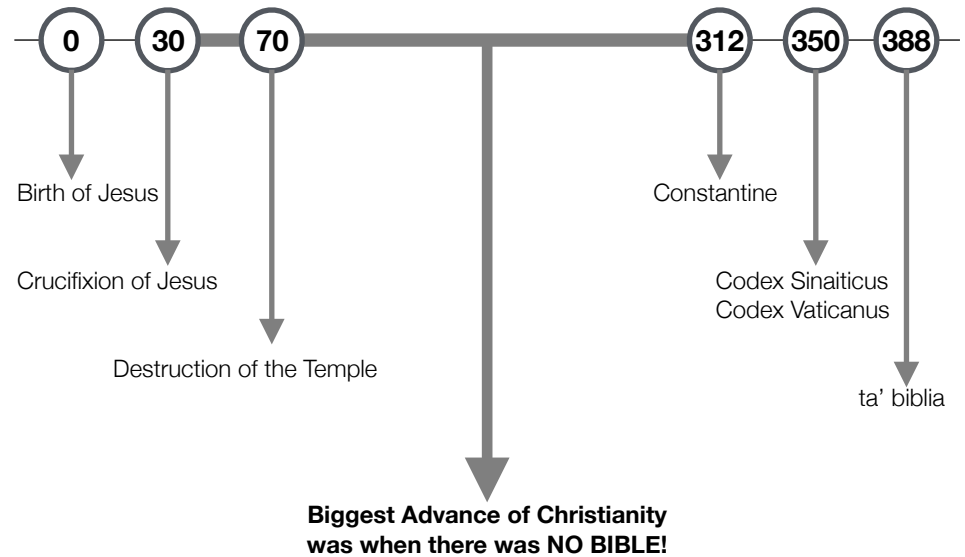 0 30 70 312 350 388
Birth of Jesus
Constantine
Crucifixion of Jesus
Codex Sinaiticus
Codex Vaticanus
Destruction of the Temple
ta' biblia
Biggest Advance of Christianity
was when there was NO BIBLE!